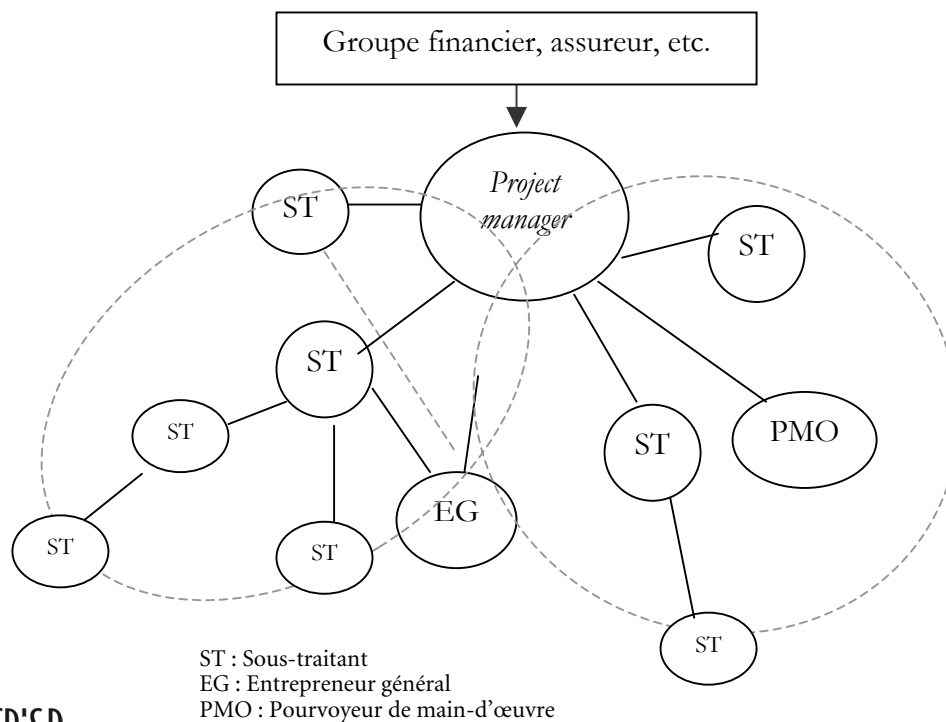 Groupe financier, assureur, etc.
Project
manager
ST
ST
ST
ST
ST
PMO
ST
EG
ST
ST
ST
ST : Sous-traitant
EG : Entrepreneur général
PMO : Pourvoyeur de main-d'œuvre